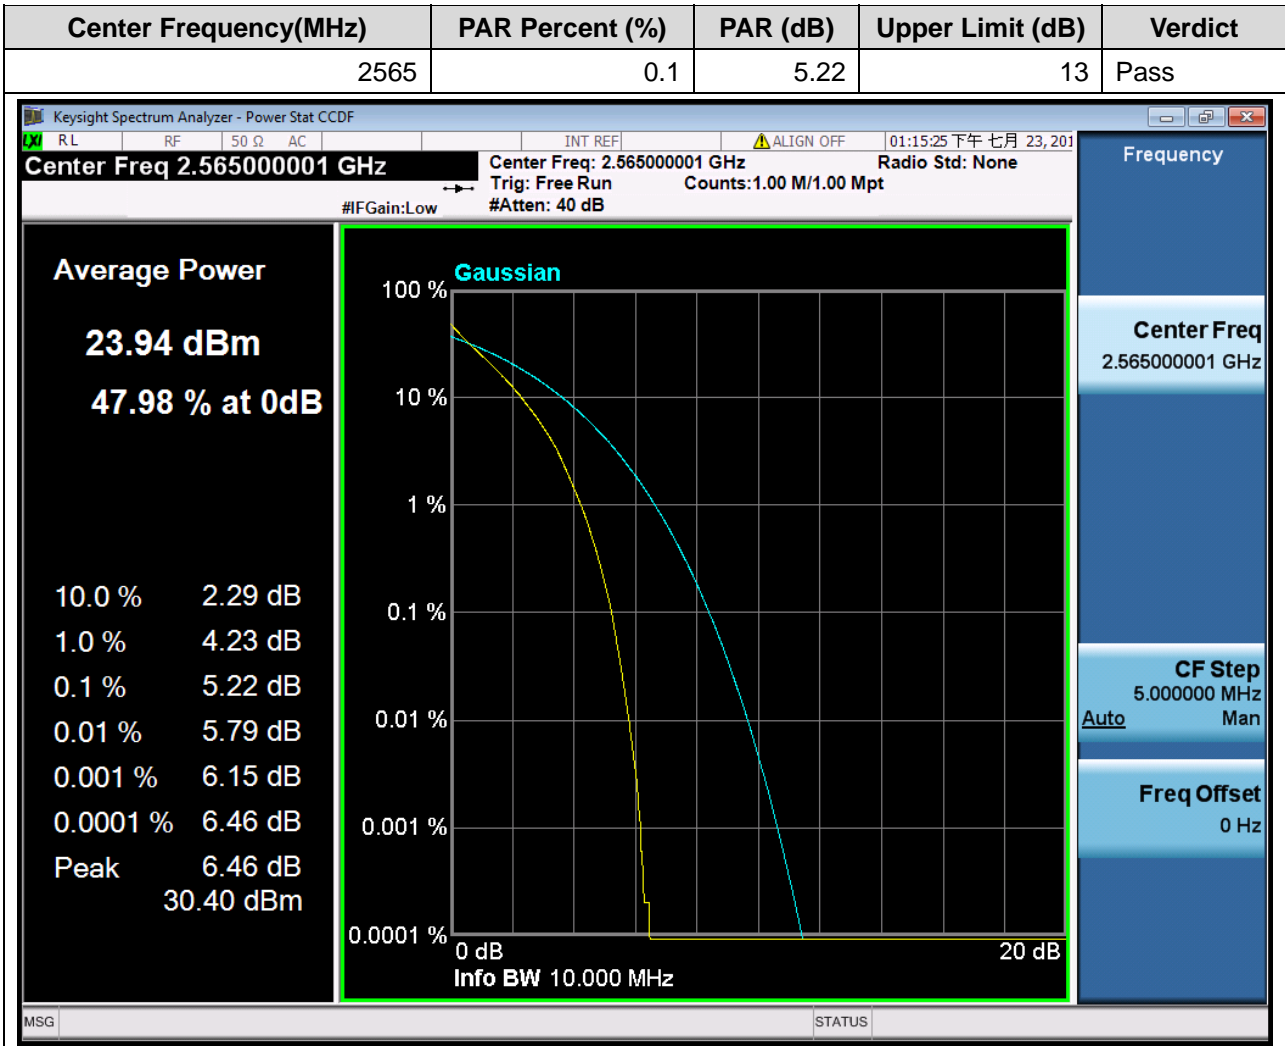 Center Frequency(MHz) PAR Percent (%) PAR (dB) Upper Limit (dB) Verdict
2565 0.1 5.22 13 Pass
Keysight Spectrum Analyzer - Power Stat CCDF
LXI RL RF 50 Ω AC INT REF ALIGN OFF 01:15:25 下午 七月 23, 201
Center Freq 2.565000001 GHz
Center Freq: 2.565000001 GHz Radio Std: None
Trig: Free Run Counts:1.00 M/1.00 Mpt
#IFGain:Low #Atten: 40 dB
Average Power
23.94 dBm
47.98 % at 0dB
10.0 % 2.29 dB
1.0 % 4.23 dB
0.1 % 5.22 dB
0.01 % 5.79 dB
0.001 % 6.15 dB
0.0001 % 6.46 dB
Peak 6.46 dB
30.40 dBm
Gaussian
100 %
10 %
1 %
0.1 %
0.01 %
0.001 %
0.0001 %
0 dB 20 dB
Info BW 10.000 MHz
Frequency
Center Freq
2.565000001 GHz
CF Step
5.000000 MHz
Auto Man
Freq Offset
0 Hz
MSG STATUS